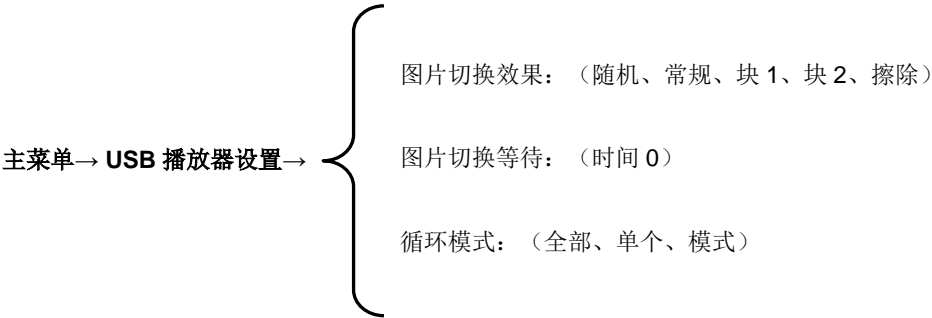 图片切换效果：（随机、常规、块 1、块 2、擦除）
主菜单→ USB 播放器设置→
图片切换等待：（时间 0）
循环模式：（全部、单个、模式）